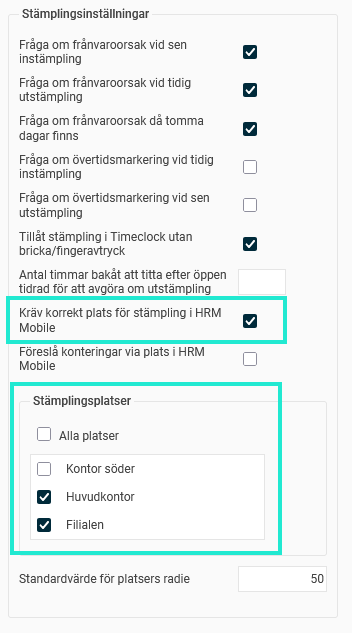 Stämplingsinställningar
Fråga om frånvaroorsak vid sen
instämpling
Fråga om frånvaroorsak vid tidig
utstämpling
Fråga om frånvaroorsak då tomma
dagar finns
Fråga om övertidsmarkering vid tidig
instämpling
Fråga om övertidsmarkering vid sen
utstämpling
Tillåt stämpling i Timeclock utan
bricka/fingeravtryck
Antal timmar bakåt att titta efter öppen
tidrad för att avgöra om utstämpling
Kräv korrekt plats för stämpling i HRM
Mobile
Föreslå konteringar via plats i HRM
Mobile
Stämplingsplatser
Alla platser
Kontor söder
Huvudkontor
Filialen
Standardvärde för platsers radie 50